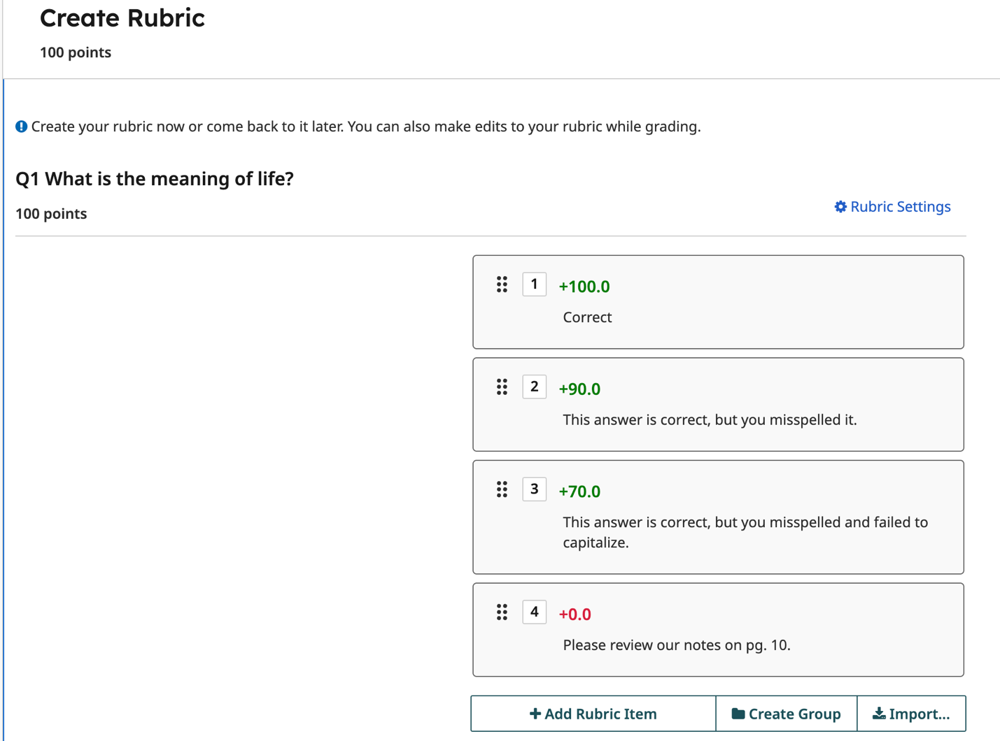 Create Rubric
100 points
Create your rubric now or come back to it later. You can also make edits to your rubric while grading.
Q1 What is the meaning of life?
100 points
Rubric Settings
1 +100.0
Correct
2 +90.0
This answer is correct, but you misspelled it.
3 +70.0
This answer is correct, but you misspelled and failed to
capitalize.
4 +0.0
Please review our notes on pg. 10.
+ Add Rubric Item Create Group Import...